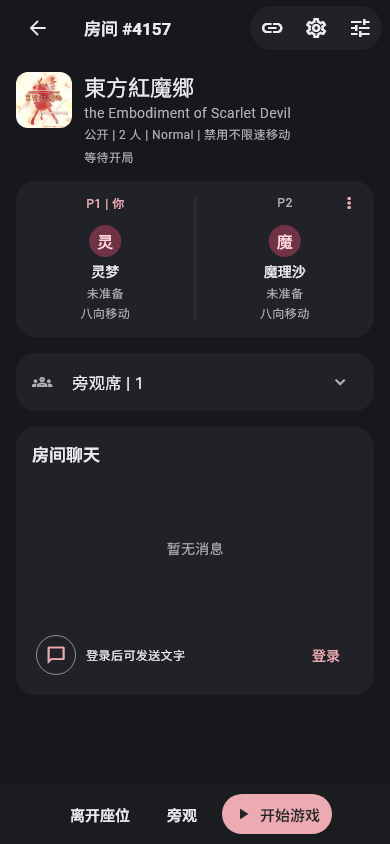 房间 #4157
東方紅魔鄉
the Embodiment of Scarlet Devil
公开 | 2 人 | Normal | 禁用不限速移动
等待开局
P1 | 你
P2
灵
魔
灵梦
魔理沙
未准备
未准备
八向移动
八向移动
旁观席 | 1
房间聊天
暂无消息
登录后可发送文字
登录
离开座位
旁观
开始游戏